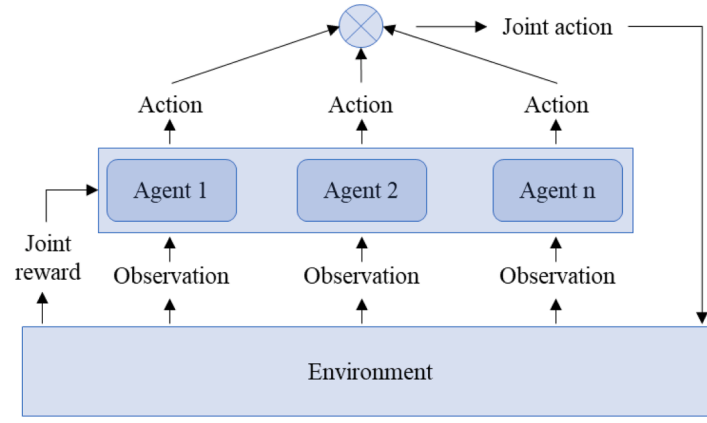 Joint action
Action
Action
Action
Agent 1
Agent 2
Agent n
Joint
reward
Observation
Observation
Observation
Environment